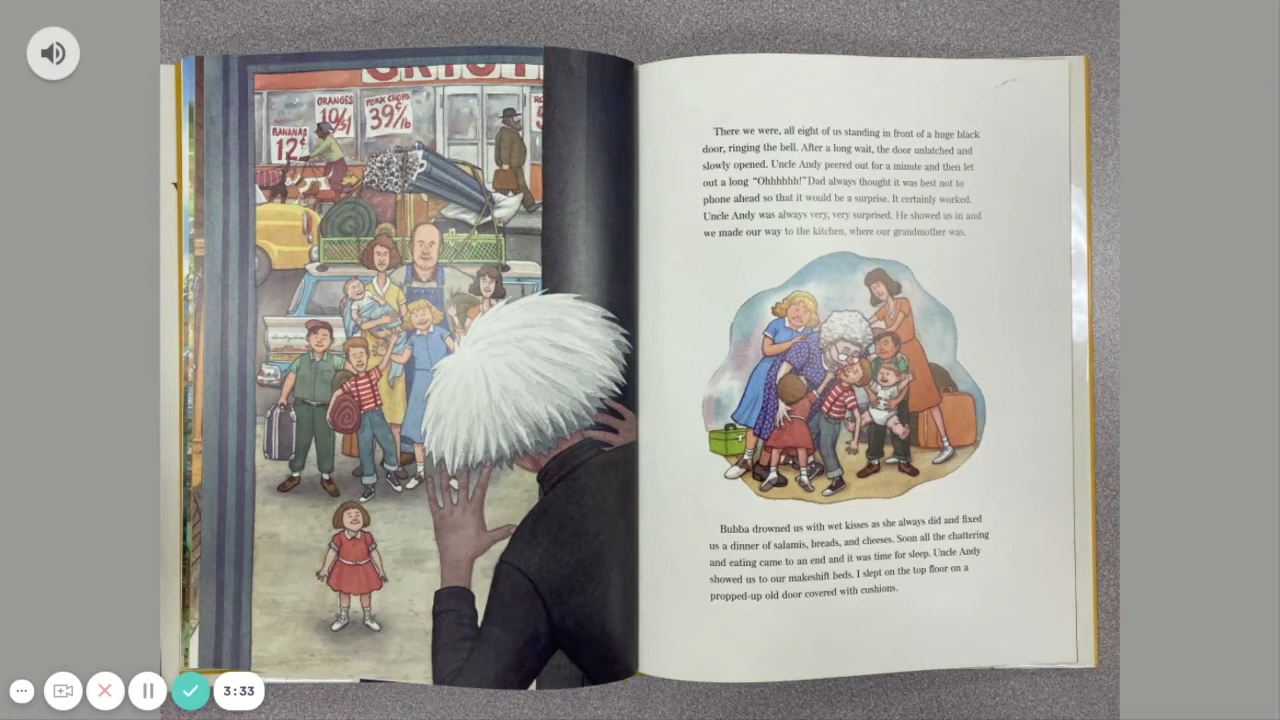 ORANGES
10/$1
PORK CHOPS
39¢/lb
BANANAS
12¢
There we were, all eight of us standing in front of a huge black
door, ringing the bell. After a long wait, the door unlatched and
slowly opened. Uncle Andy peered out for a minute and then let
out a long “Ohhhhhh!” Dad always thought it was best not to
phone ahead so that it would be a surprise. It certainly worked.
Uncle Andy was always very, very surprised. He showed us in and
we made our way to the kitchen, where our grandmother was.
Bubba drowned us with wet kisses as she always did and fixed
us a dinner of salamis, breads, and cheeses. Soon all the chattering
and eating came to an end and it was time for sleep. Uncle Andy
showed us to our makeshift beds. I slept on the top floor on a
propped-up old door covered with cushions.
3:33